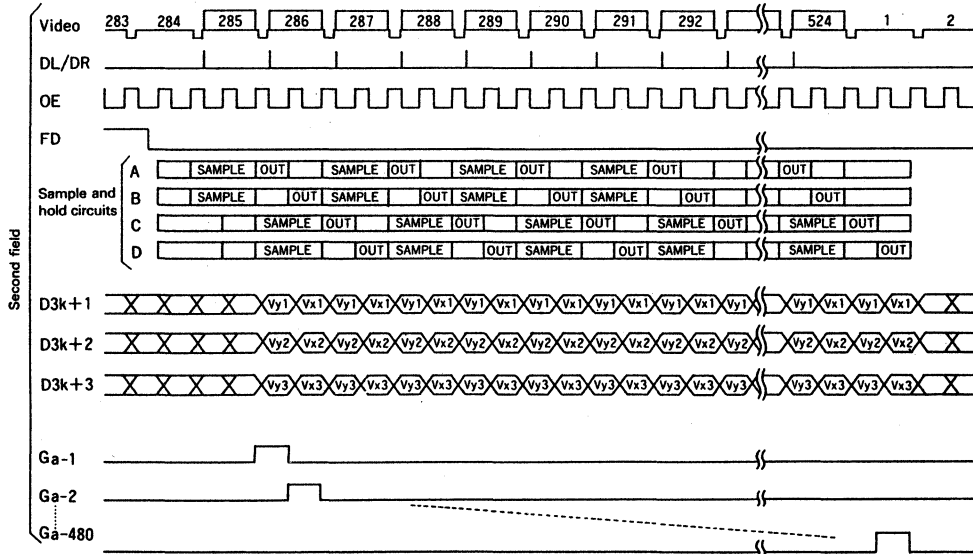 Second field
Video 283 284 285 286 287 288 289 290 291 292 524 1 2
DL/DR
OE
FD
Sample and
hold circuits
A SAMPLE OUT SAMPLE OUT SAMPLE OUT SAMPLE OUT OUT
B SAMPLE OUT SAMPLE OUT SAMPLE OUT SAMPLE OUT OUT
C SAMPLE OUT SAMPLE OUT SAMPLE OUT SAMPLE OUT SAMPLE OUT
D SAMPLE OUT SAMPLE OUT SAMPLE OUT SAMPLE OUT SAMPLE OUT
D3k+1 Vy1 Vx1 Vy1 Vx1 Vy1 Vx1 Vy1 Vx1 Vy1 Vx1 Vy1 Vx1 Vy1 Vx1 Vy1 Vy1 Vx1 Vy1 Vx1
D3k+2 Vy2 Vx2 Vy2 Vx2 Vy2 Vx2 Vy2 Vx2 Vy2 Vx2 Vy2 Vx2 Vy2 Vx2 Vy2 Vy2 Vx2 Vy2 Vx2
D3k+3 Vy3 Vx3 Vy3 Vx3 Vy3 Vx3 Vy3 Vx3 Vy3 Vx3 Vy3 Vx3 Vy3 Vx3 Vy3 Vy3 Vx3 Vy3 Vx3
Ga-1
Ga-2
Ga-480